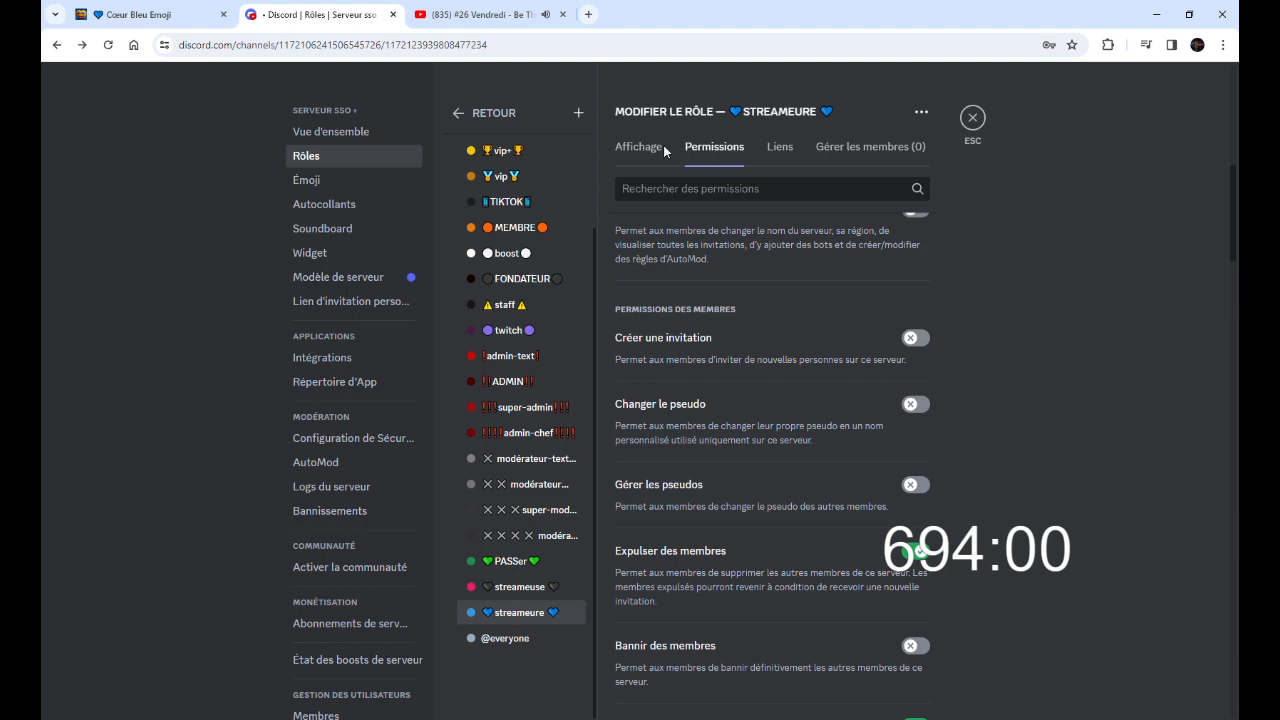 💙 Cœur Bleu Emoji
• Discord | Rôles | Serveur sso
(835) #26 Vendredi - Be Th
discord.com/channels/1172106241506545726/1172123939808477234
SERVEUR SSO +
Vue d'ensemble
Rôles
Émoji
Autocollants
Soundboard
Widget
Modèle de serveur
Lien d'invitation perso...
APPLICATIONS
Intégrations
Répertoire d'App
MODÉRATION
Configuration de Sécur...
AutoMod
Logs du serveur
Bannissements
COMMUNAUTÉ
Activer la communauté
MONÉTISATION
Abonnements de serv...
État des boosts de serveur
GESTION DES UTILISATEURS
Membres
RETOUR
🏆vip+🏆
🏅vip🏅
📱TIKTOK📱
🟠MEMBRE🟠
⚪boost⚪
⚫FONDATEUR⚫
⚠staff⚠
🟣twitch🟣
❗admin-text❗
❗❗ADMIN❗❗
❗❗❗super-admin❗❗❗
❗❗❗❗admin-chef❗❗❗❗
⚔ modérateur-text...
⚔ ⚔ modérateur...
⚔ ⚔ ⚔ super-mod...
⚔ ⚔ ⚔ ⚔ modéra...
💚PASSer💚
🖤streameuse 🖤
💙streameure 💙
@everyone
MODIFIER LE RÔLE — 💙STREAMEURE 💙
Affichage
Permissions
Liens
Gérer les membres (0)
ESC
Rechercher des permissions
Permet aux membres de changer le nom du serveur, sa région, de
visualiser toutes les invitations, d'y ajouter des bots et de créer/modifier
des règles d'AutoMod.
PERMISSIONS DES MEMBRES
Créer une invitation
Permet aux membres d'inviter de nouvelles personnes sur ce serveur.
Changer le pseudo
Permet aux membres de changer leur propre pseudo en un nom
personnalisé utilisé uniquement sur ce serveur.
Gérer les pseudos
Permet aux membres de changer le pseudo des autres membres.
Expulser des membres
Permet aux membres de supprimer les autres membres de ce serveur. Les
membres expulsés pourront revenir à condition de recevoir une nouvelle
invitation.
694:00
Bannir des membres
Permet aux membres de bannir définitivement les autres membres de ce
serveur.